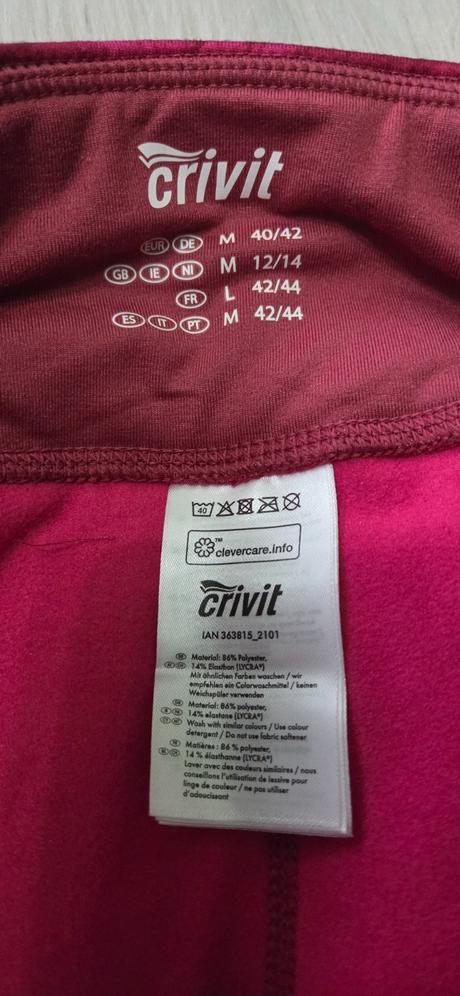 crivit
EUR DE M 40/42
GB IE NI M 12/14
FR L 42/44
ES IT PT M 42/44
40
TM
clevercare.info
crivit
IAN 363815_2101
Material: 86% Polyester,
14% Elasthan (LYCRA®)
Mit ähnlichen Farben waschen / wir
empfehlen ein Colorwaschmittel / keinen
Weichspüler verwenden
Material: 86% polyester,
14% elastane (LYCRA®)
Wash with similar colours / Use colour
detergent / Do not use fabric softener
Matières : 86 % polyester,
14 % élasthanne (LYCRA®)
Laver avec des couleurs similaires / nous
conseillons l'utilisation de lessive pour
linge de couleur / ne pas utiliser
d'adoucissant